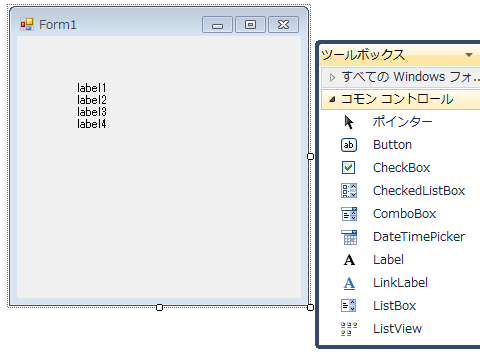 Form1
label1
label2
label3
label4
ツールボックス
すべての Windows フォ...
コモン コントロール
ポインター
Button
CheckBox
CheckedListBox
ComboBox
DateTimePicker
Label
LinkLabel
ListBox
ListView